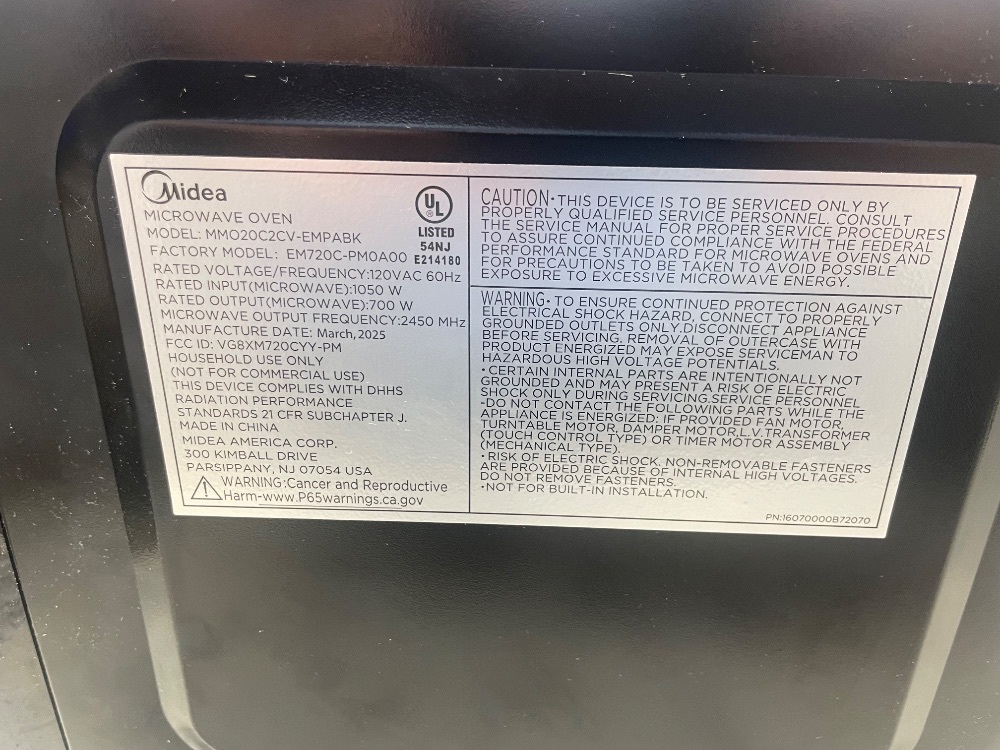 Midea
MICROWAVE OVEN
MODEL: MMO20C2CV-EMPABK
FACTORY MODEL: EM720C-PM0A00
UL
LISTED
54NJ
E214180
RATED VOLTAGE/FREQUENCY:120VAC 60Hz
RATED INPUT(MICROWAVE):1050 W
RATED OUTPUT(MICROWAVE):700 W
MICROWAVE OUTPUT FREQUENCY:2450 MHz
MANUFACTURE DATE: March, 2025
FCC ID: VG8XM720CYY-PM
HOUSEHOLD USE ONLY
(NOT FOR COMMERCIAL USE)
THIS DEVICE COMPLIES WITH DHHS
RADIATION PERFORMANCE
STANDARDS 21 CFR SUBCHAPTER J.
MADE IN CHINA
MIDEA AMERICA CORP.
300 KIMBALL DRIVE
PARSIPPANY, NJ 07054 USA
WARNING:Cancer and Reproductive
Harm-www.P65warnings.ca.gov
CAUTION•THIS DEVICE IS TO BE SERVICED ONLY BY
PROPERLY QUALIFIED SERVICE PERSONNEL. CONSULT
THE SERVICE MANUAL FOR PROPER SERVICE PROCEDURES
TO ASSURE CONTINUED COMPLIANCE WITH THE FEDERAL
PERFORMANCE STANDARD FOR MICROWAVE OVENS AND
FOR PRECAUTIONS TO BE TAKEN TO AVOID POSSIBLE
EXPOSURE TO EXCESSIVE MICROWAVE ENERGY.
WARNING• TO ENSURE CONTINUED PROTECTION AGAINST
ELECTRICAL SHOCK HAZARD, CONNECT TO PROPERLY
GROUNDED OUTLETS ONLY.DISCONNECT APPLIANCE
BEFORE SERVICING. REMOVAL OF OUTERCASE WITH
PRODUCT ENERGIZED MAY EXPOSE SERVICEMAN TO
HAZARDOUS HIGH VOLTAGE POTENTIALS.
•CERTAIN INTERNAL PARTS ARE INTENTIONALLY NOT
GROUNDED AND MAY PRESENT A RISK OF ELECTRIC
SHOCK ONLY DURING SERVICING.SERVICE PERSONNEL
•DO NOT CONTACT THE FOLLOWING PARTS WHILE THE
APPLIANCE IS ENERGIZED: IF PROVIDED FAN MOTOR,
TURNTABLE MOTOR, DAMPER MOTOR,L.V.TRANSFORMER
(TOUCH CONTROL TYPE) OR TIMER MOTOR ASSEMBLY
(MECHANICAL TYPE).
•RISK OF ELECTRIC SHOCK. NON-REMOVABLE FASTENERS
ARE PROVIDED BECAUSE OF INTERNAL HIGH VOLTAGES.
DO NOT REMOVE FASTENERS.
•NOT FOR BUILT-IN INSTALLATION.
PN:16070000B72070